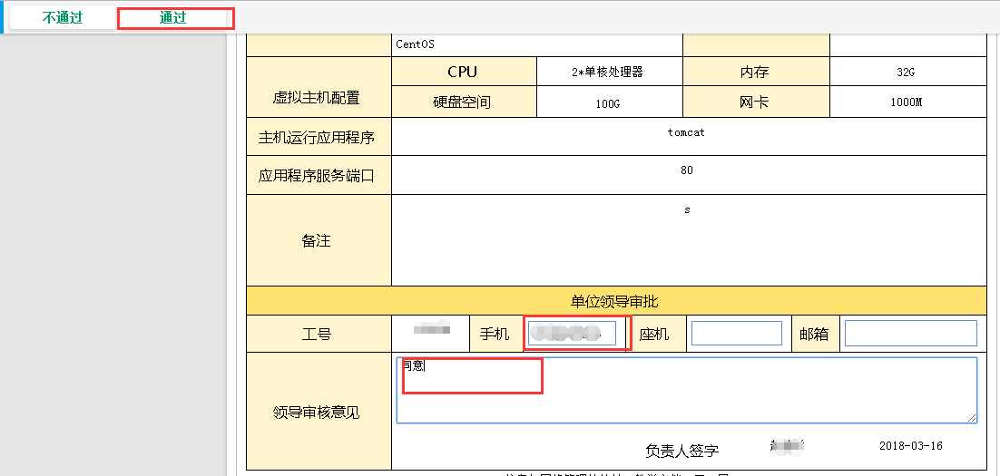 不通过 通过
CentOS
虚拟主机配置 CPU 2*单核处理器 内存 32G
硬盘空间 100G 网卡 1000M
主机运行应用程序 tomcat
应用程序服务端口 80
备注 s
单位领导审批
工号 手机 座机 邮箱
领导审核意见 同意
负责人签字 2018-03-16